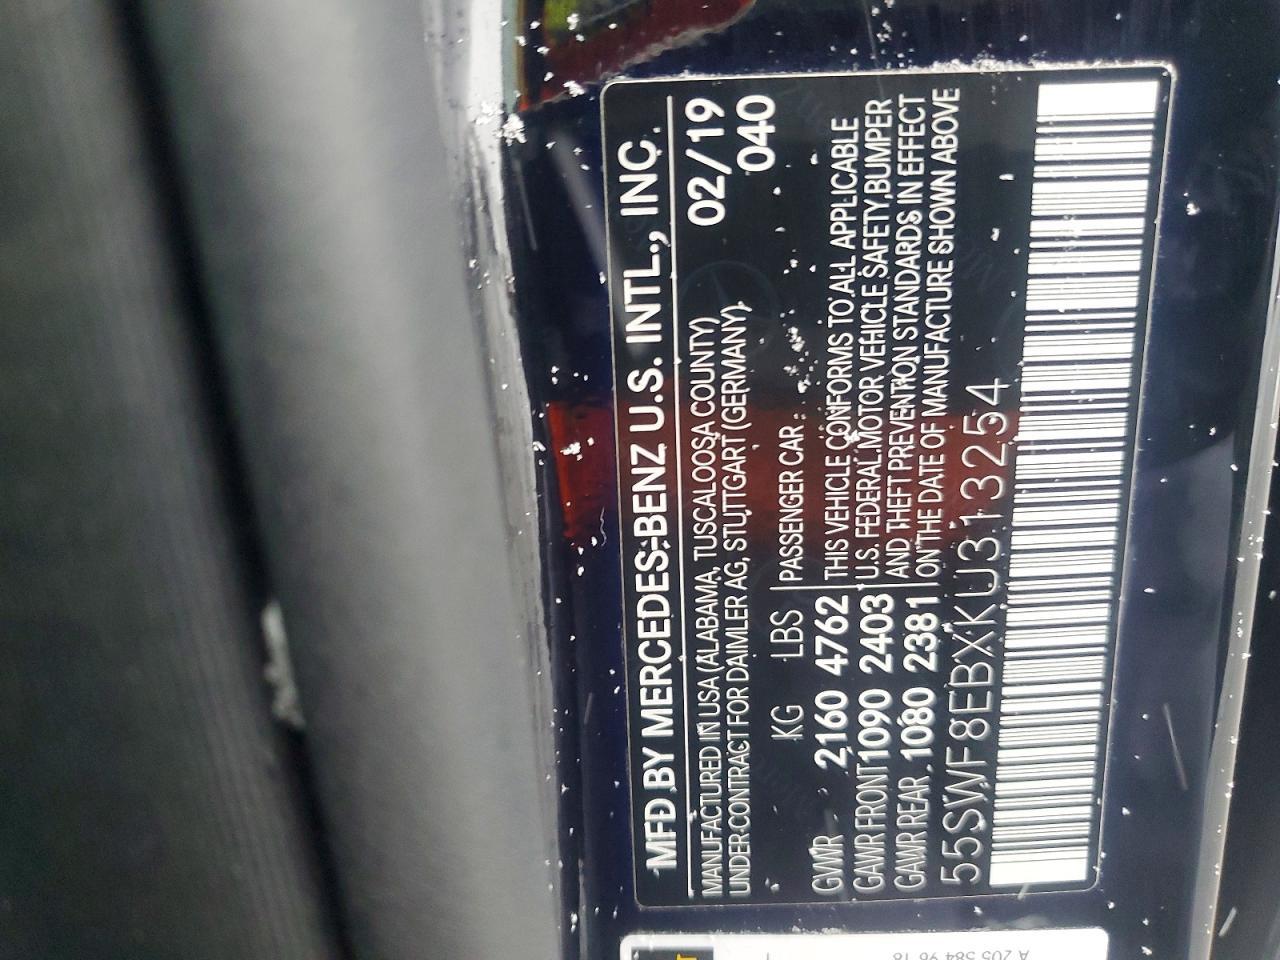 MFD BY MERCEDES-BENZ U.S. INTL., INC.
MANUFACTURED IN USA (ALABAMA, TUSCALOOSA COUNTY) 02/19
UNDER CONTRACT FOR DAIMLER AG, STUTTGART (GERMANY). 040
KG LBS PASSENGER CAR
GVWR 2160 4762 THIS VEHICLE CONFORMS TO ALL APPLICABLE
GAWR FRONT 1090 2403 U.S. FEDERAL MOTOR VEHICLE SAFETY, BUMPER
GAWR REAR 1080 2381 AND THEFT PREVENTION STANDARDS IN EFFECT
ON THE DATE OF MANUFACTURE SHOWN ABOVE
55SWF8EBXKU313254
A 205 584 96 18